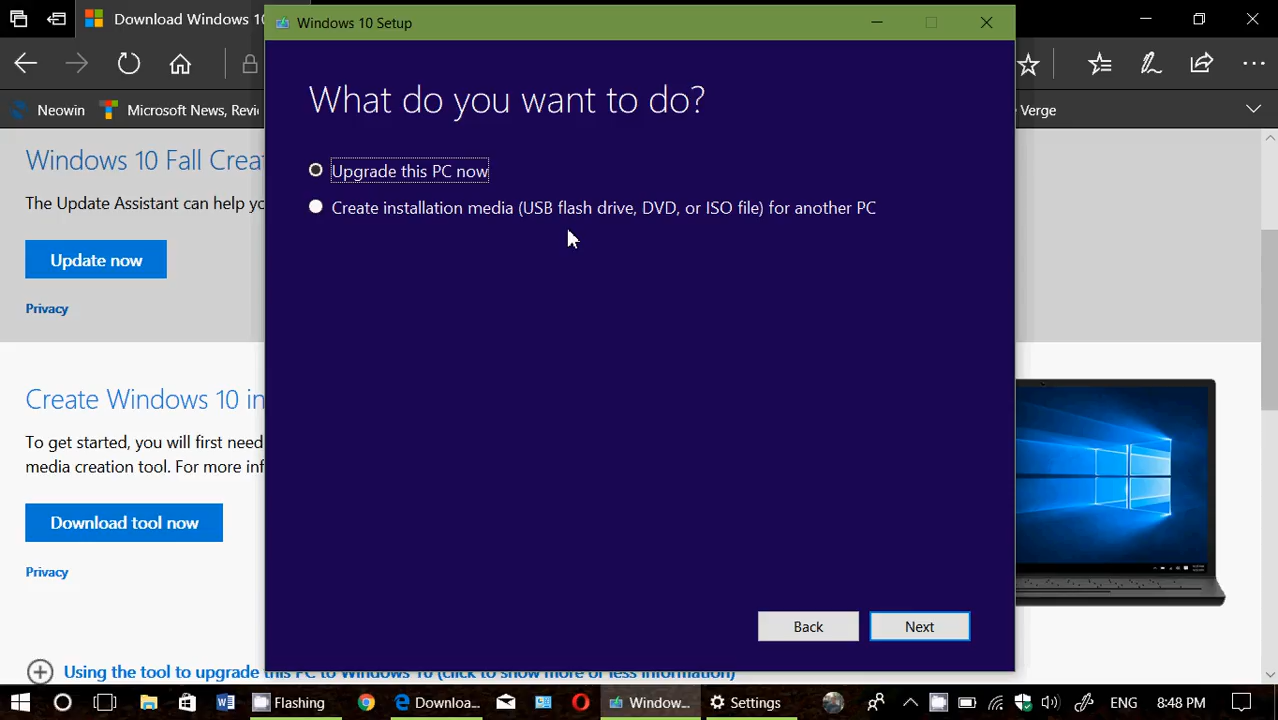 Download Windows 10
Windows 10 Setup
Neowin
Microsoft News, Revi
Verge
What do you want to do?
Upgrade this PC now
Create installation media (USB flash drive, DVD, or ISO file) for another PC
Windows 10 Fall Crea
The Update Assistant can help yo
Update now
Privacy
Create Windows 10 in
To get started, you will first need
media creation tool. For more inf
Download tool now
Privacy
Back
Next
Using the tool to upgrade this PC to Windows 10 (click to show more or less information)
Flashing
Downloa...
Window...
Settings
ENG
8:48 PM